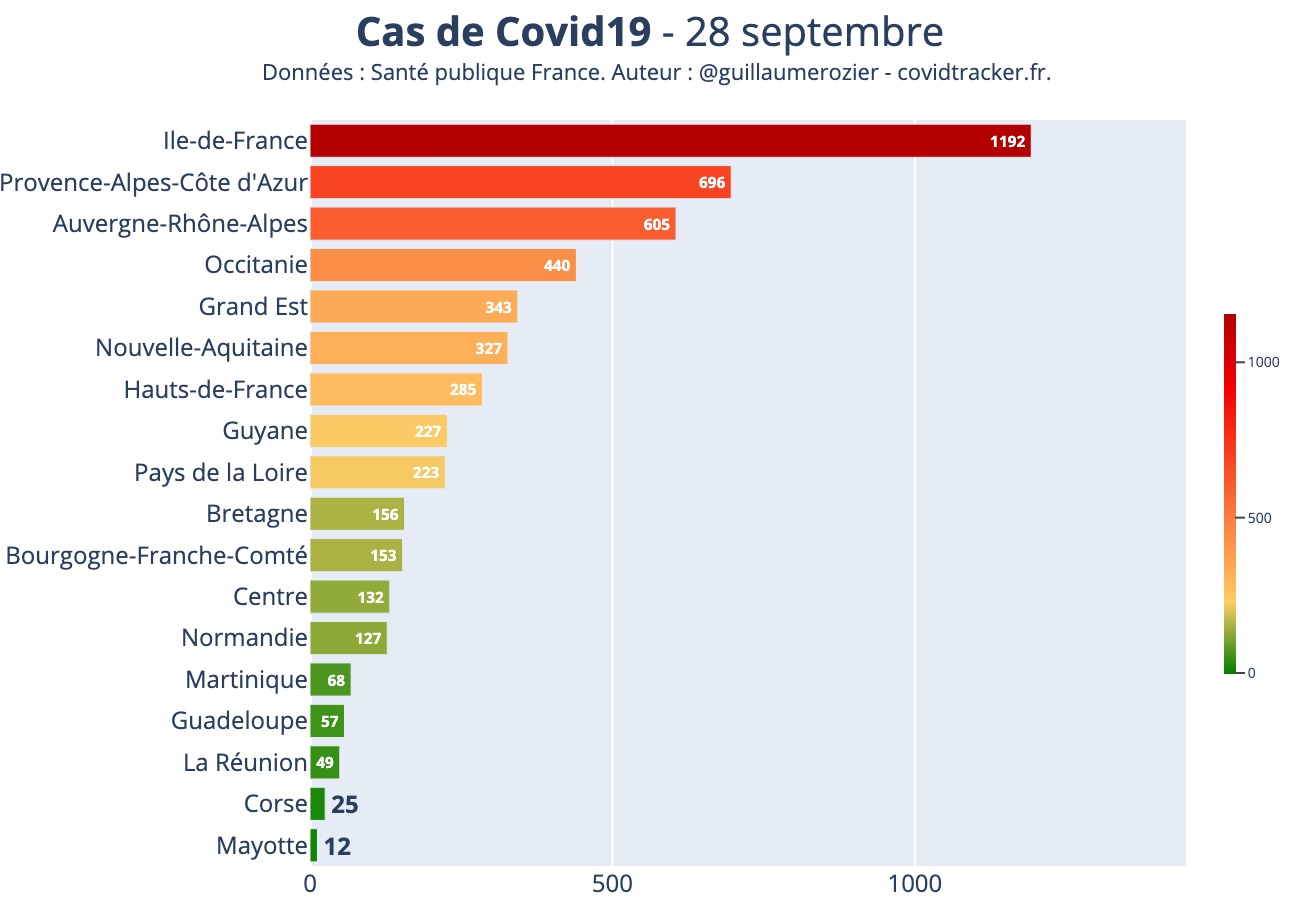 Cas de Covid19 - 28 septembre
Données : Santé publique France. Auteur : @guillaumerozier - covidtracker.fr.
Ile-de-France 1192
Provence-Alpes-Côte d'Azur 696
Auvergne-Rhône-Alpes 605
Occitanie 440
Grand Est 343
Nouvelle-Aquitaine 327
Hauts-de-France 285
Guyane 227
Pays de la Loire 223
Bretagne 156
Bourgogne-Franche-Comté 153
Centre 132
Normandie 127
Martinique 68
Guadeloupe 57
La Réunion 49
Corse 25
Mayotte 12
0 500 1000
1000
500
0